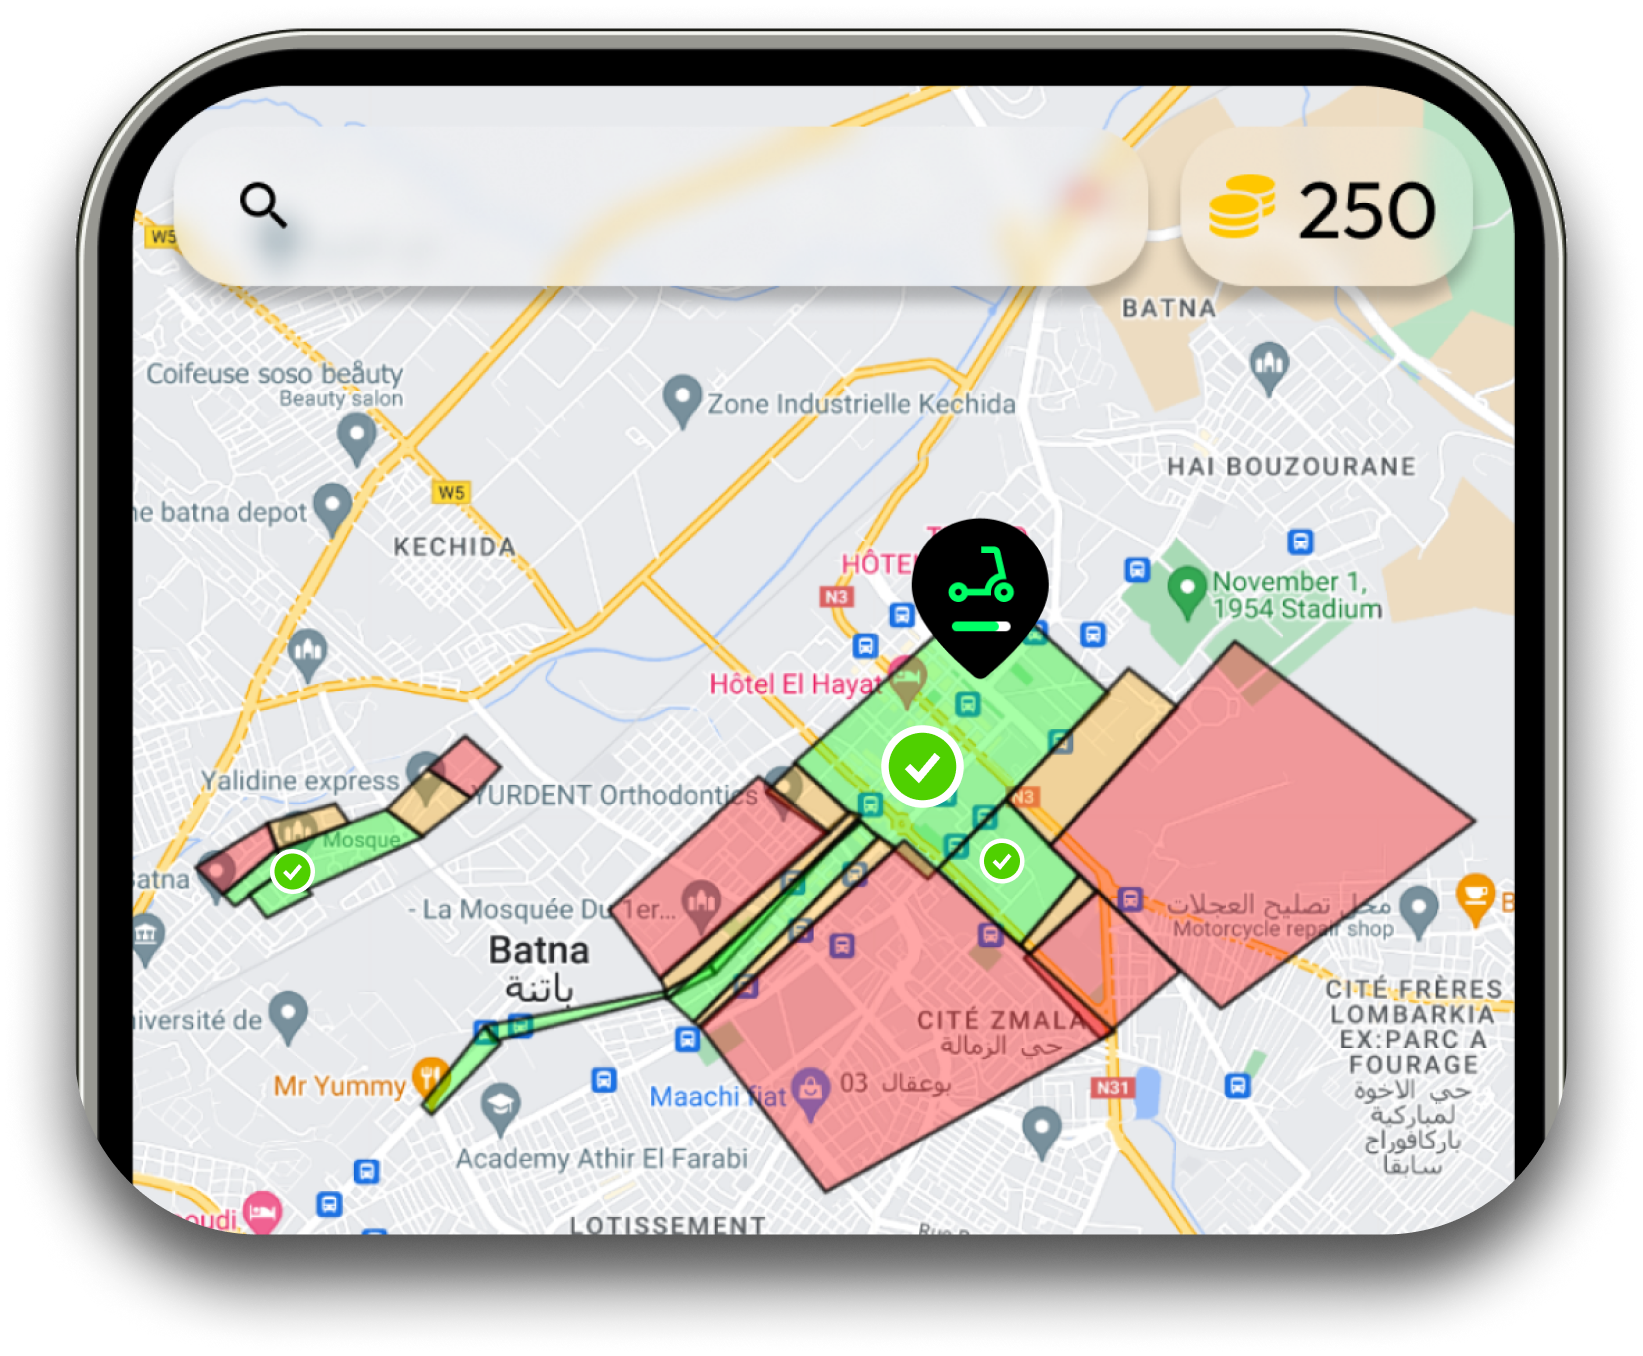 250
W5
BATNA
Coifeuse soso beåuty
Beauty salon
Zone Industrielle Kechida
HAI BOUZOURANE
W5
ne batna depot
KECHIDA
HÔTEL
N3
November 1,
1954 Stadium
Hôtel El Hayat
Yalidine express
YURDENT Orthodontics
N3
Mosque
Batna
- La Mosquée Du 1er...
محل تصليح العجلات
Motorcycle repair shop
B
Batna
باتنة
CITÉ FRÈRES
LOMBARKIA
EX:PARC A
FOURAGE
حي الاخوة
لمباركية
باركافوراج
سابقا
niversité de
CITÉ ZMALA
حي الزمالة
Mr Yummy
Maachi fiat
بوعقال 03
N31
Academy Athir El Farabi
oudi
LOTISSEMENT